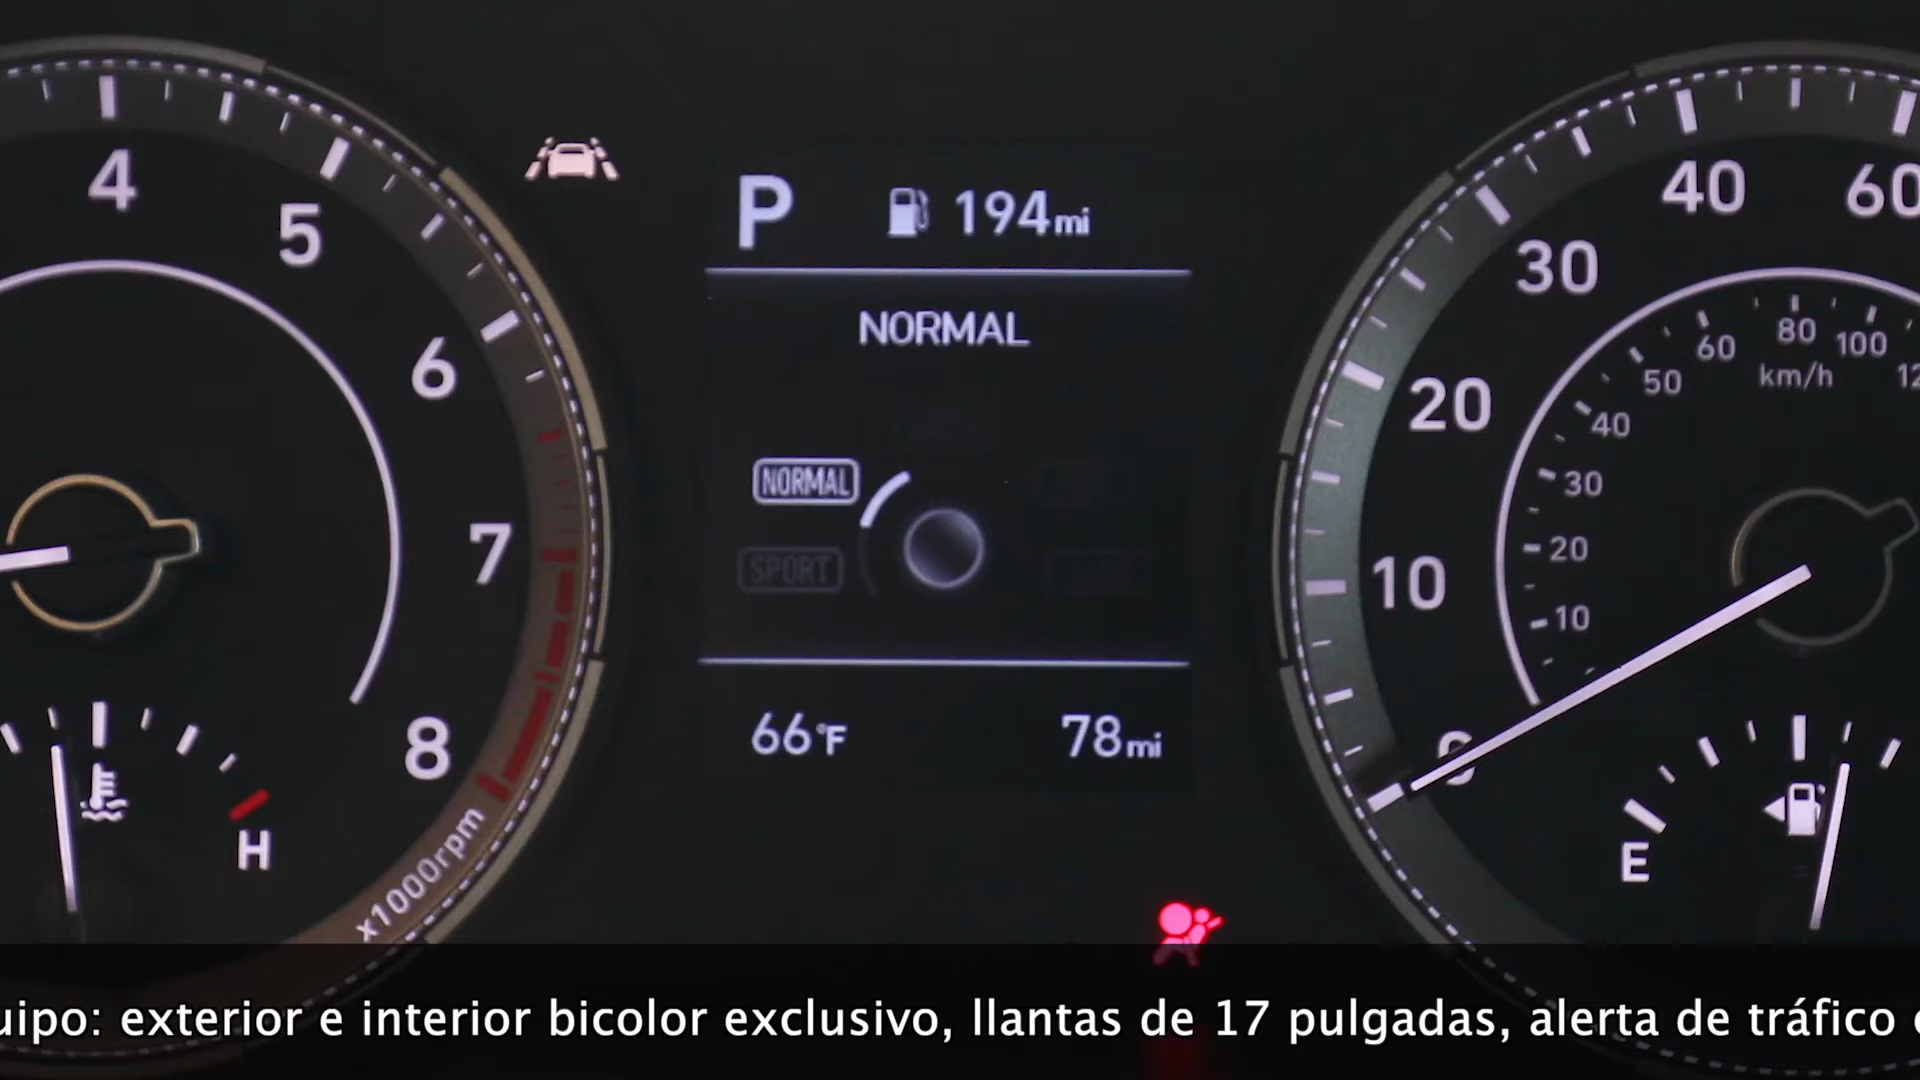 4
5
6
7
8
x1000rpm
H
P 194mi
NORMAL
NORMAL
SPORT
66°F 78mi
40 60
30
20
10
0
80
60 100
km/h
50
40
30
20
10
E
exterior e interior bicolor exclusivo, llantas de 17 pulgadas, alerta de tráfico